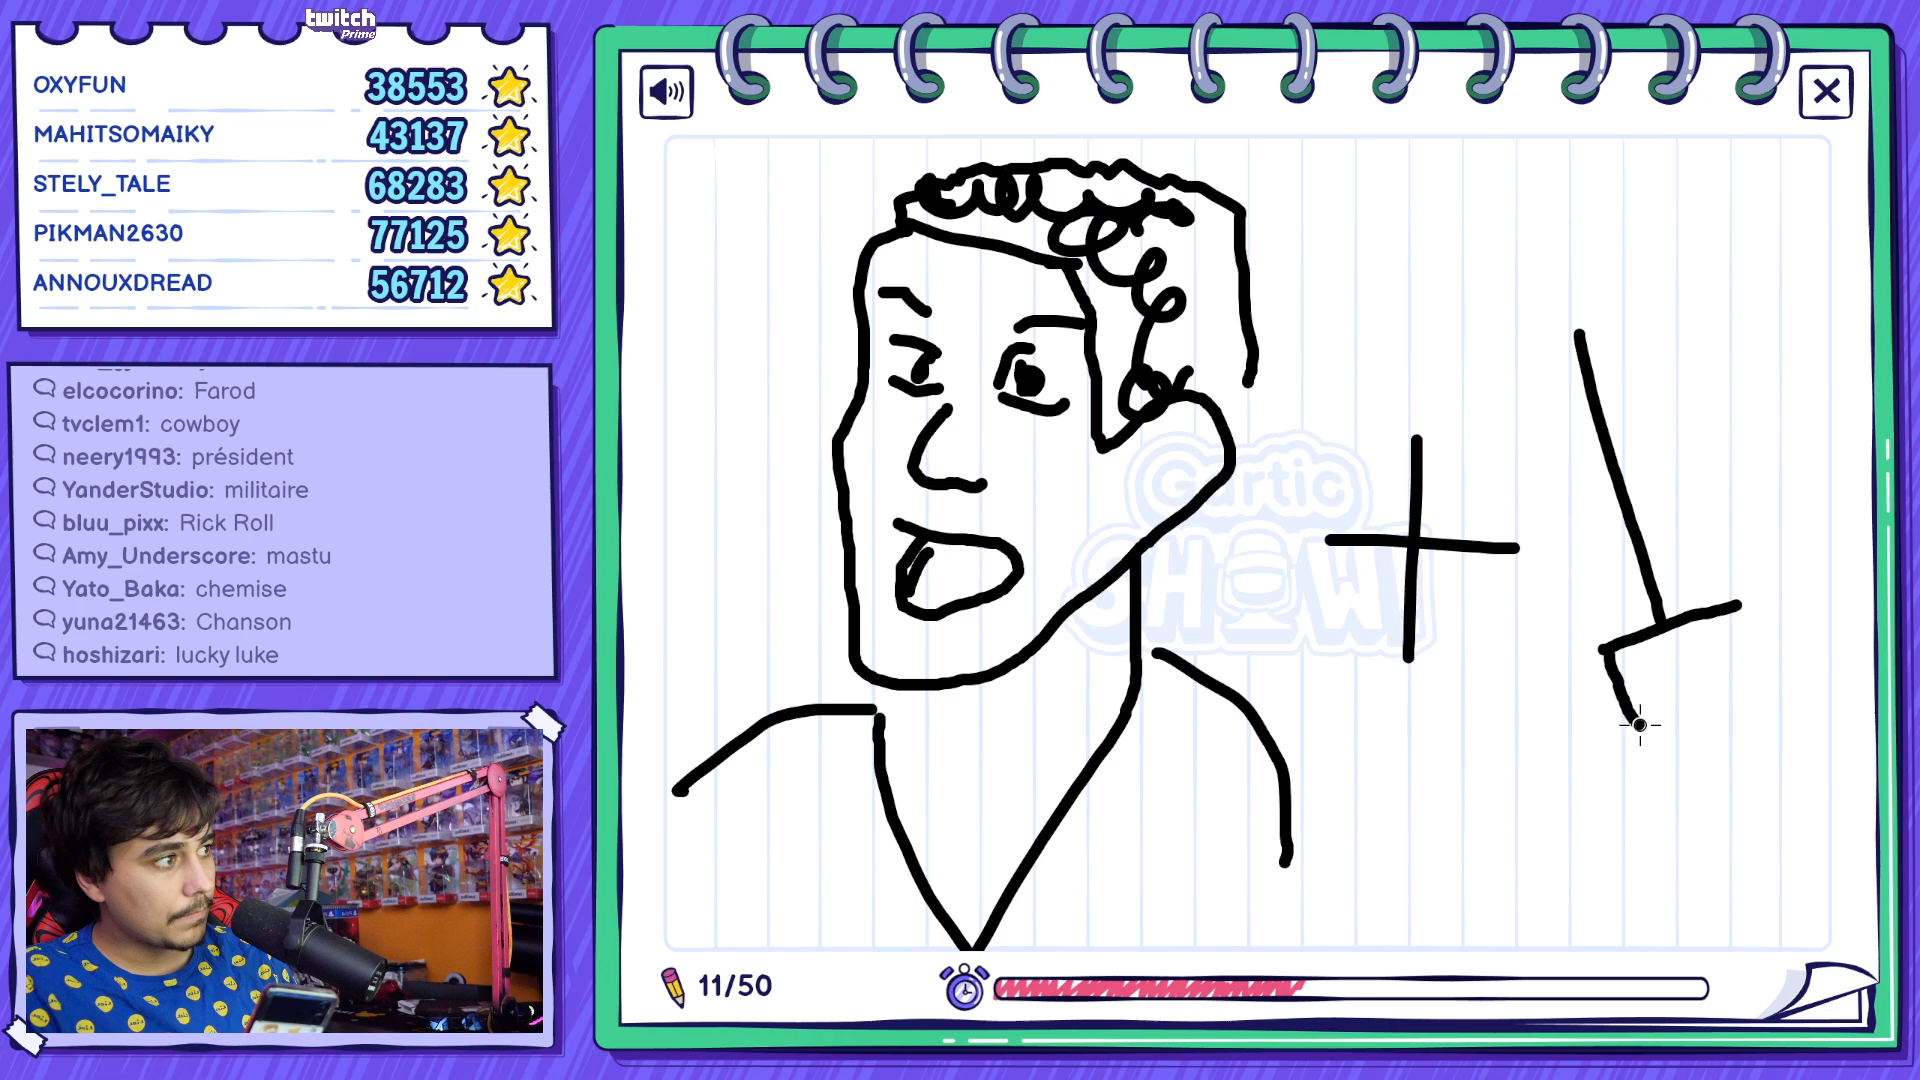 twitch
Prime
OXYFUN 38553
MAHITSOMAIKY 43137
STELY_TALE 68283
PIKMAN2630 77125
ANNOUXDREAD 56712
elcocorino: Farod
tvclem1: cowboy
neery1993: président
YanderStudio: militaire
bluu_pixx: Rick Roll
Amy_Underscore: mastu
Yato_Baka: chemise
yuna21463: Chanson
hoshizari: lucky luke
Gartic
SHOW!
11/50